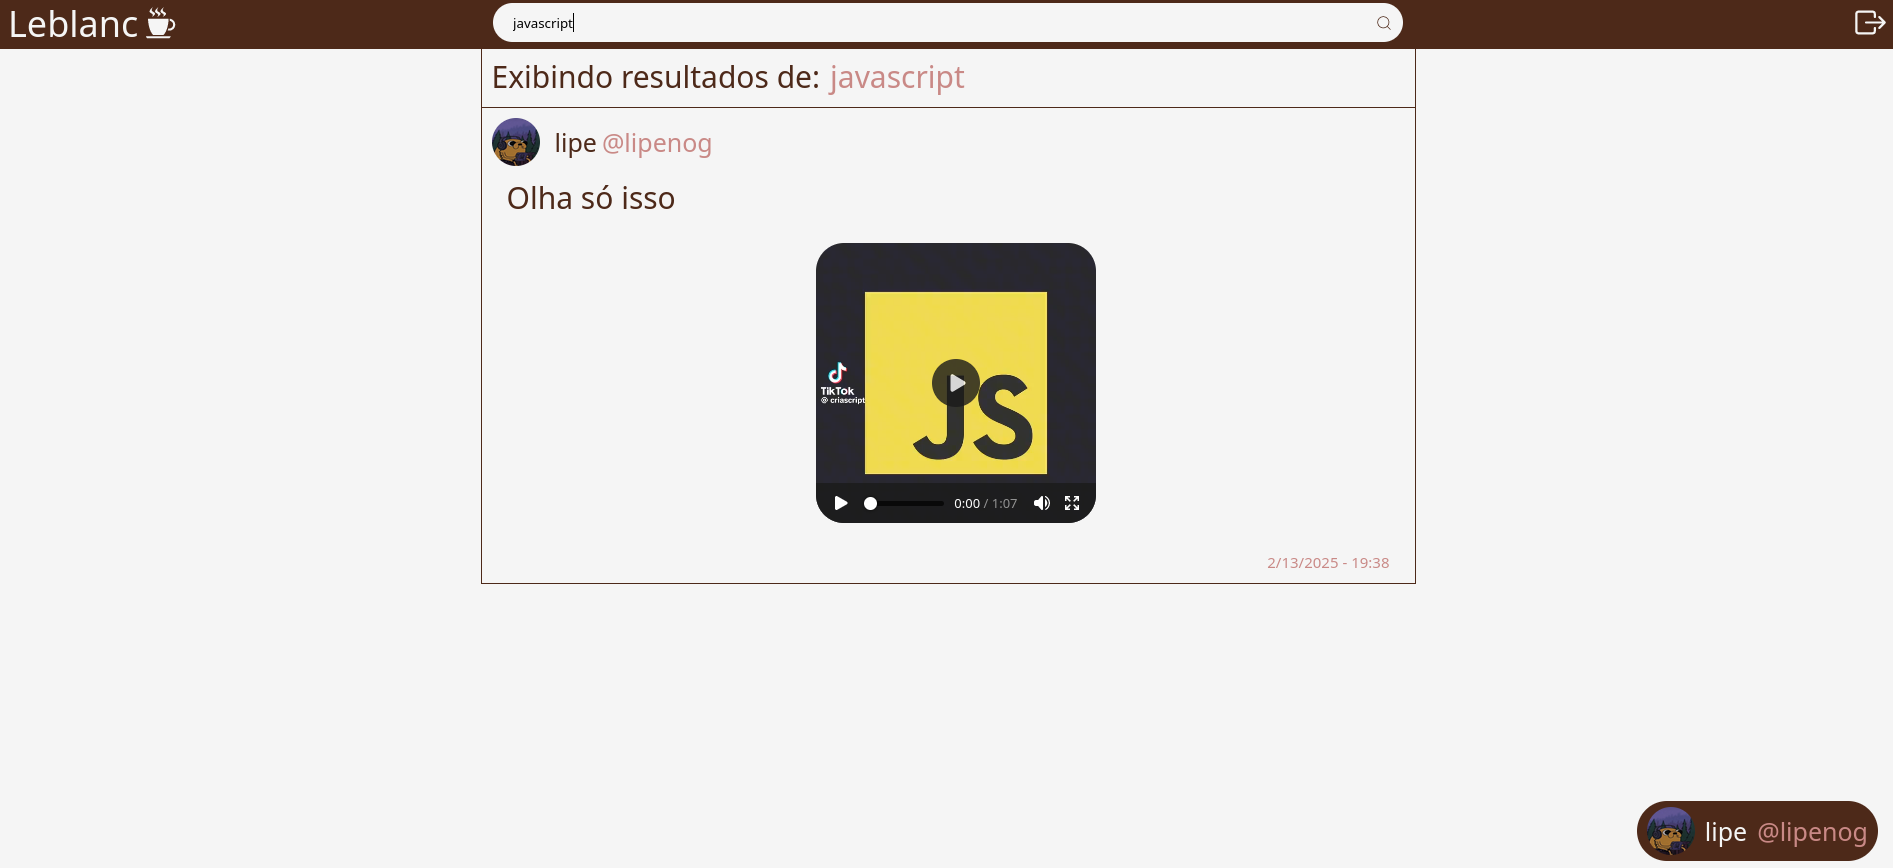 Leblanc
javascript
Exibindo resultados de: javascript
lipe @lipenog
Olha só isso
TikTok
@ criascript
JS
0:00 / 1:07
2/13/2025 - 19:38
lipe @lipenog